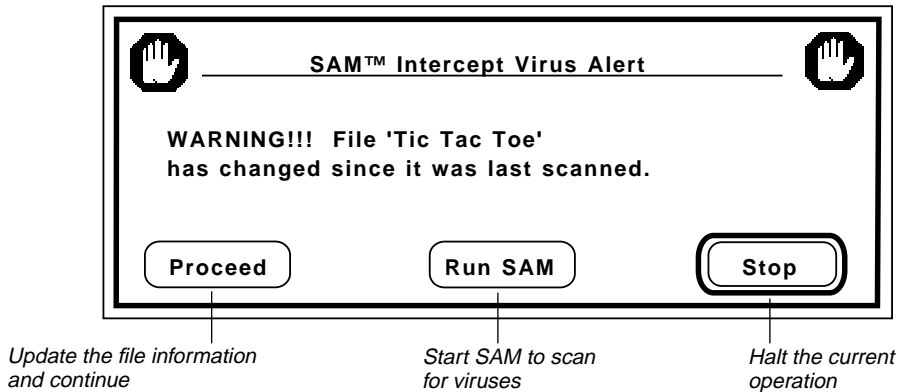 SAM™ Intercept Virus Alert
WARNING!!! File 'Tic Tac Toe'
has changed since it was last scanned.
Proceed
Run SAM
Stop
Update the file information
and continue
Start SAM to scan
for viruses
Halt the current
operation